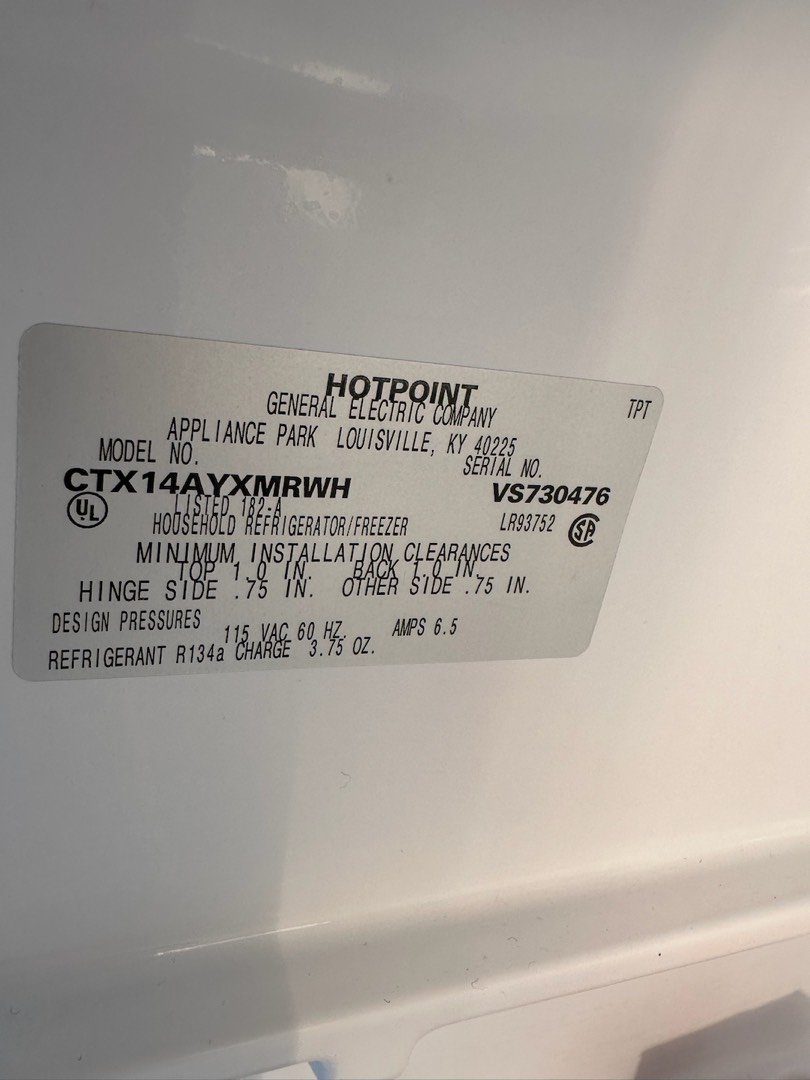 HOTPOINT
GENERAL ELECTRIC COMPANY TPT
APPLIANCE PARK LOUISVILLE, KY 40225
MODEL NO. SERIAL NO.
CTX14AYXMRWH VS730476
UL LISTED 182-A
HOUSEHOLD REFRIGERATOR/FREEZER LR93752 SA
MINIMUM INSTALLATION CLEARANCES
TOP 1.0 IN. BACK 1.0 IN.
HINGE SIDE .75 IN. OTHER SIDE .75 IN.
DESIGN PRESSURES
115 VAC 60 HZ. AMPS 6.5
REFRIGERANT R134a CHARGE 3.75 OZ.